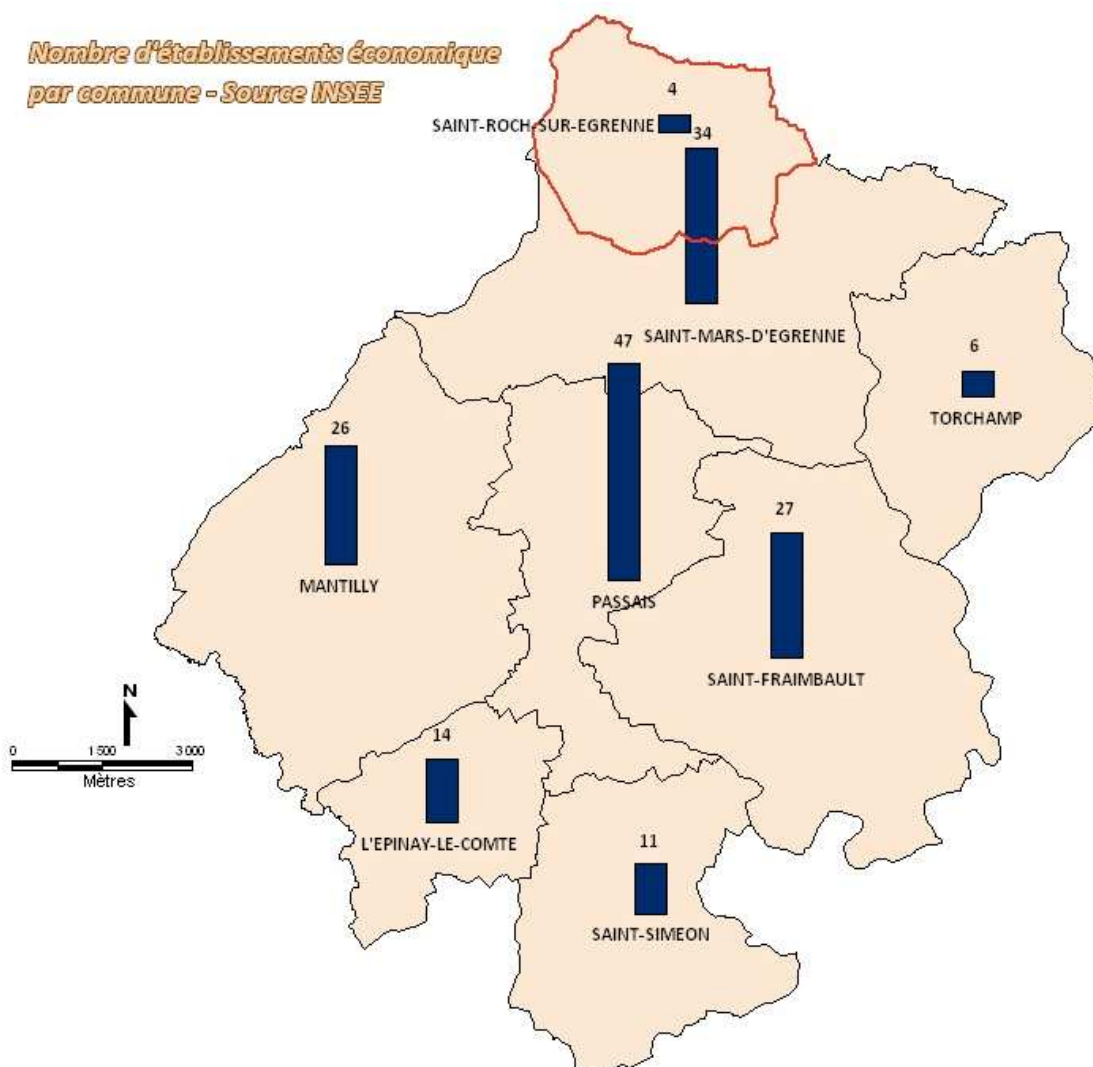 Nombre d'établissements économique
par commune - Source INSEE
4
SAINT-ROCH-SUR-EGRENNE
34
SAINT-MARS-D'EGRENNE
47
6
TORCHAMP
26
27
MANTILLY
PASSAIS
SAINT-FRAIMBAULT
N
0 1 500 3 000
Mètres
14
L'EPINAY-LE-COMTE
11
SAINT-SIMEON